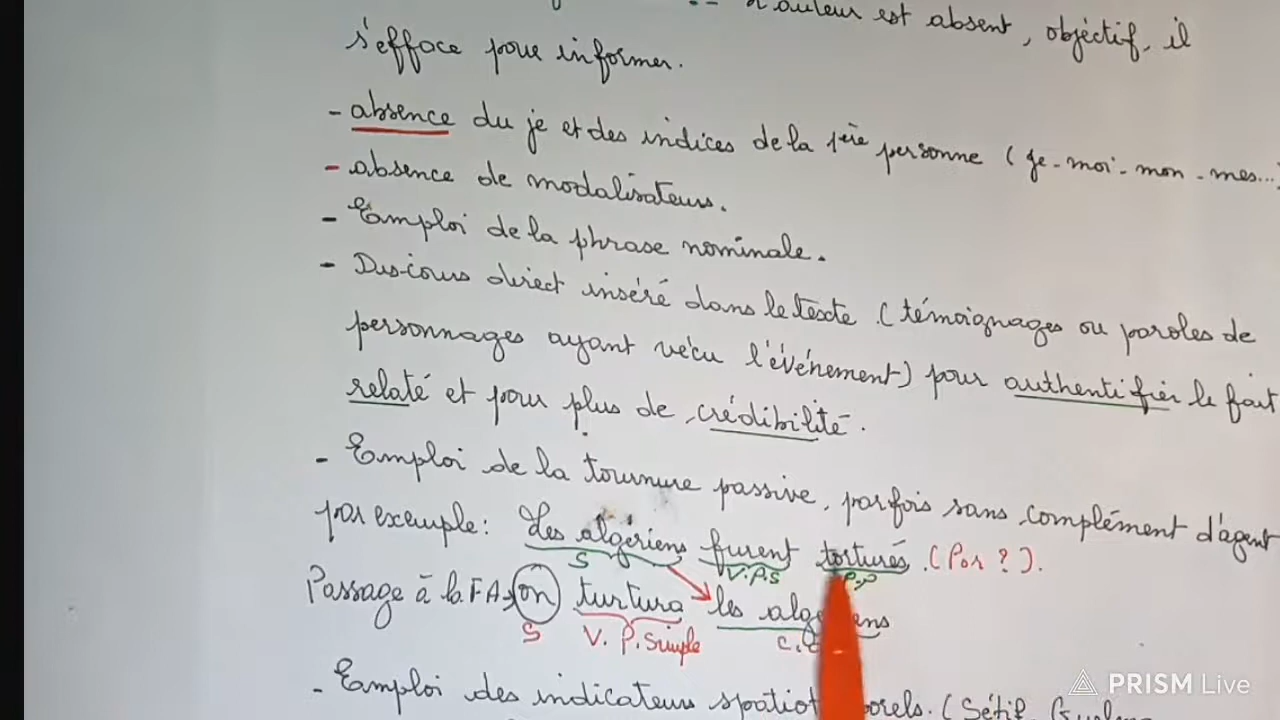 l'auteur est absent, objéctif, il
s'efface pour informer.
- absence du je et des indices de la 1ère personne (je - moi - mon - mes...)
- absence de modalisateurs.
- Emploi de la phrase nominale.
- Discours direct inséré dans le texte (témoignages ou paroles de
personnages ayant vécu l'événement) pour authentifier le fait
relaté et pour plus de crédibilité.
- Emploi de la tournure passive, parfois sans complément d'agent
par exemple: Les algériens furent torturés. (Par ?).
S V.P.S P.P
Passage à la FA, on turtura les algériens
S V. P. Simple
- Emploi des indicateurs (Sétif,
PRISM Live